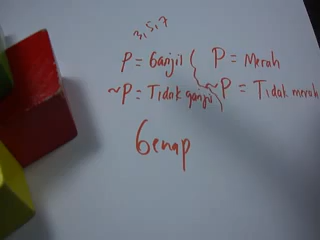 3, 5, 7
P = Ganjil P = Merah
~P = Tidak ganjil ~P = Tidak merah
Genap